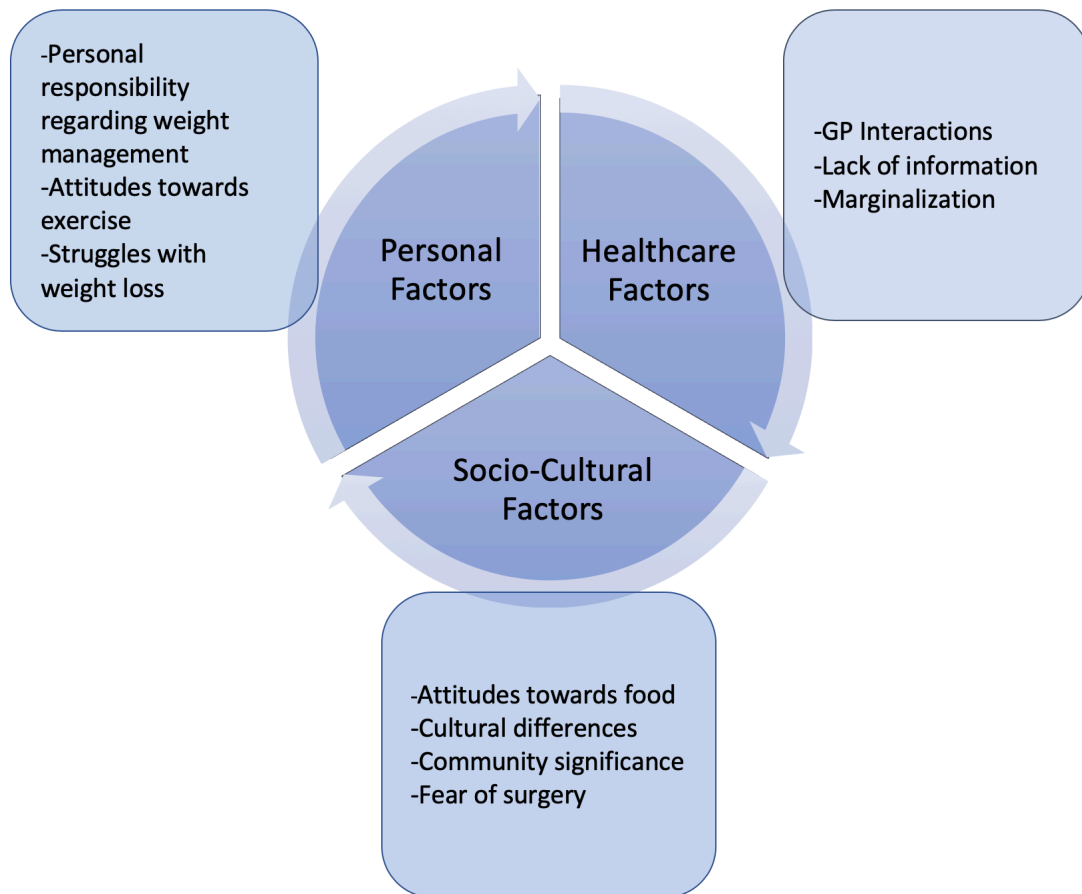 -Personal
responsibility
regarding weight
management
-Attitudes towards
exercise
-Struggles with
weight loss
Personal
Factors
Healthcare
Factors
-GP Interactions
-Lack of information
-Marginalization
Socio-Cultural
Factors
-Attitudes towards food
-Cultural differences
-Community significance
-Fear of surgery